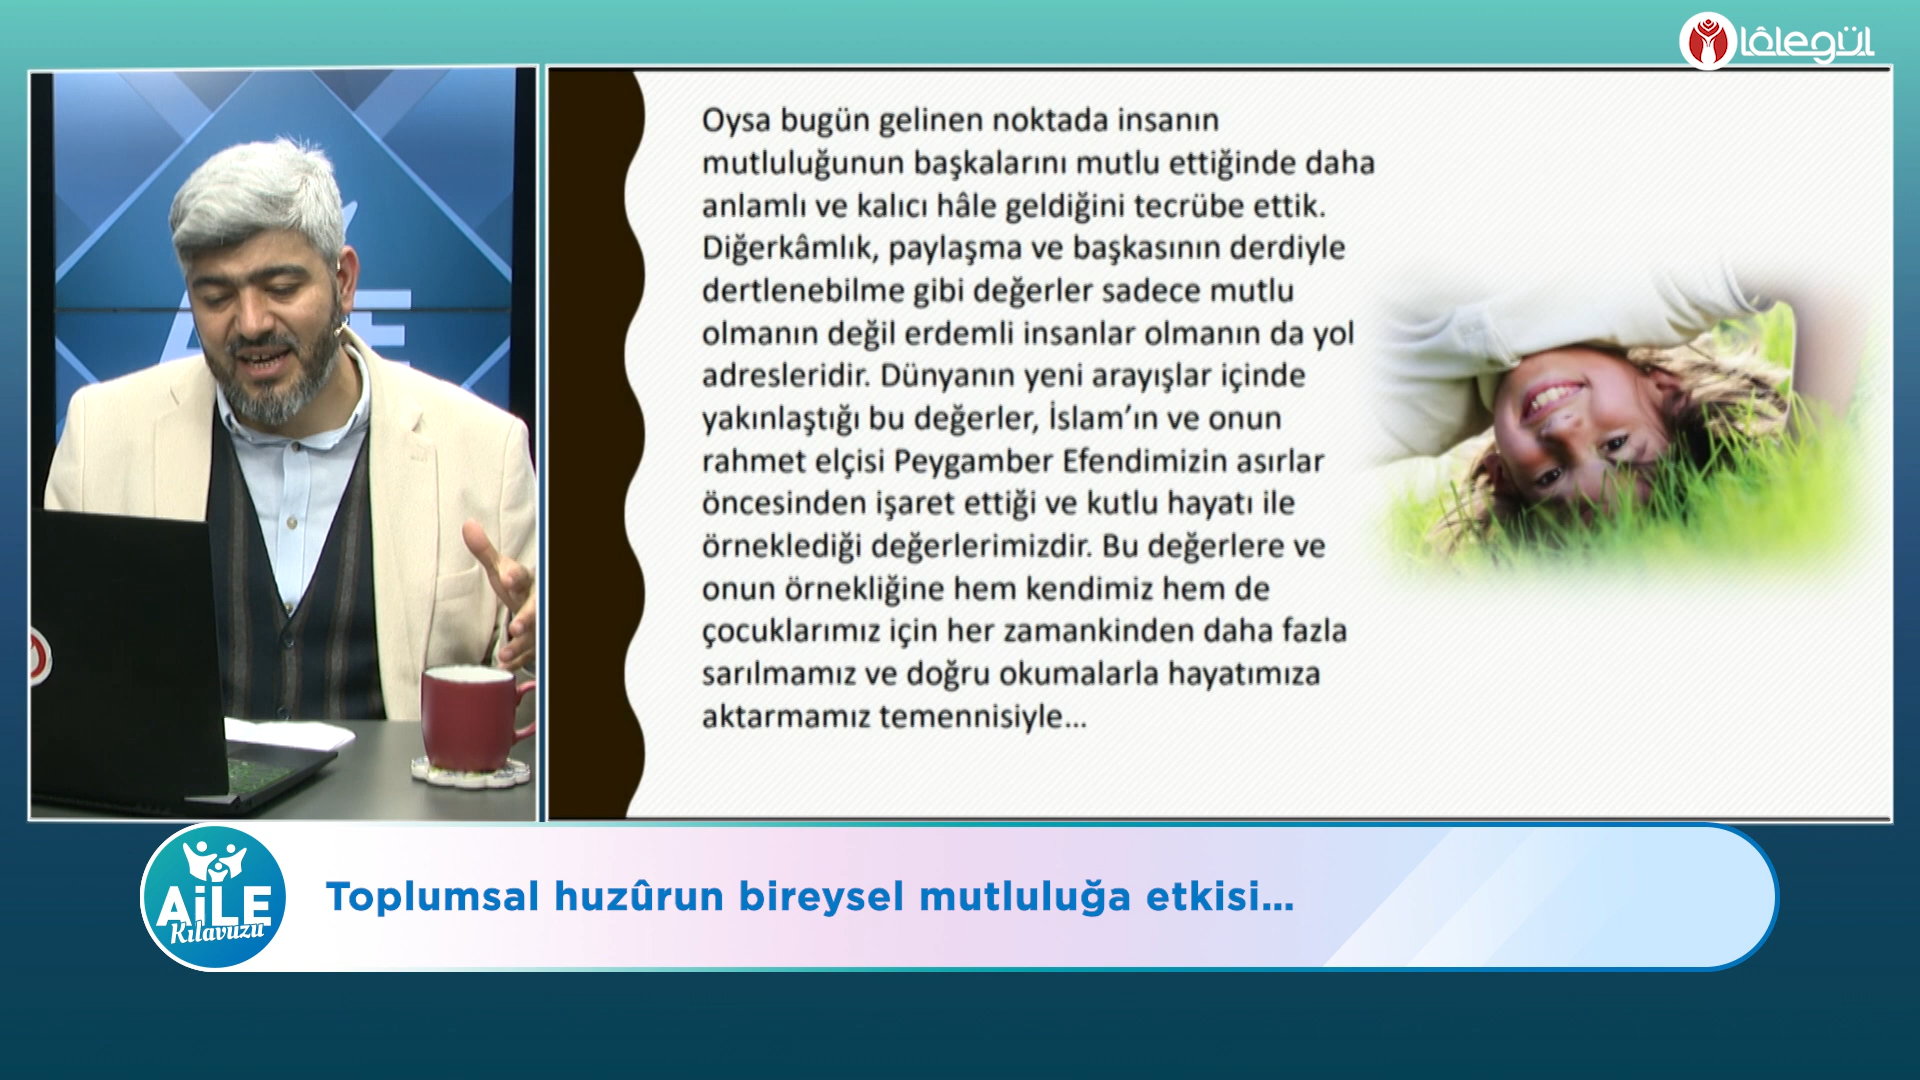 lâlegül
Oysa bugün gelinen noktada insanın
mutluluğunun başkalarını mutlu ettiğinde daha
anlamlı ve kalıcı hâle geldiğini tecrübe ettik.
Diğerkâmlık, paylaşma ve başkasının derdiyle
dertlenebilme gibi değerler sadece mutlu
olmanın değil erdemli insanlar olmanın da yol
adresleridir. Dünyanın yeni arayışlar içinde
yakınlaştığı bu değerler, İslam’ın ve onun
rahmet elçisi Peygamber Efendimizin asırlar
öncesinden işaret ettiği ve kutlu hayatı ile
örneklediği değerlerimizdir. Bu değerlere ve
onun örnekliğine hem kendimiz hem de
çocuklarımız için her zamankinden daha fazla
sarılmamız ve doğru okumalarla hayatımıza
aktarmamız temennisiyle...
AiLE
Kılavuzu
Toplumsal huzûrun bireysel mutluluğa etkisi...